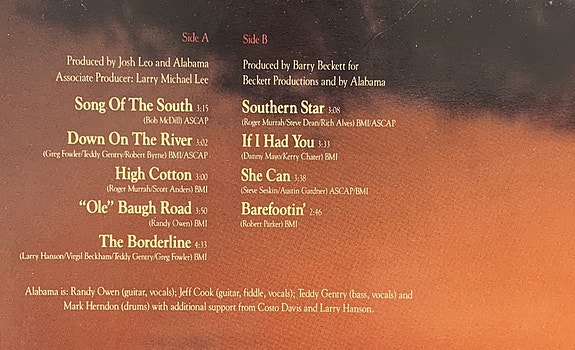 Side A
Produced by Josh Leo and Alabama
Associate Producer: Larry Michael Lee
Song Of The South 3:15
(Bob McDill) ASCAP
Down On The River 3:02
(Greg Fowler/Teddy Gentry/Robert Byrne) BMI/ASCAP
High Cotton 3:00
(Roger Murrah/Scott Anders) BMI
"Ole" Baugh Road 3:50
(Randy Owen) BMI
The Borderline 4:33
(Larry Hanson/Virgil Beckham/Teddy Gentry/Greg Fowler) BMI
Side B
Produced by Barry Beckett for
Beckett Productions and by Alabama
Southern Star 3:08
(Roger Murrah/Steve Dean/Rich Alves) BMI/ASCAP
If I Had You 3:33
(Danny Mayo/Kerry Chater) BMI
She Can 3:38
(Steve Seskin/Austin Gardner) ASCAP/BMI
Barefootin' 2:46
(Robert Parker) BMI
Alabama is: Randy Owen (guitar, vocals); Jeff Cook (guitar, fiddle, vocals); Teddy Gentry (bass, vocals) and
Mark Herndon (drums) with additional support from Costo Davis and Larry Hanson.